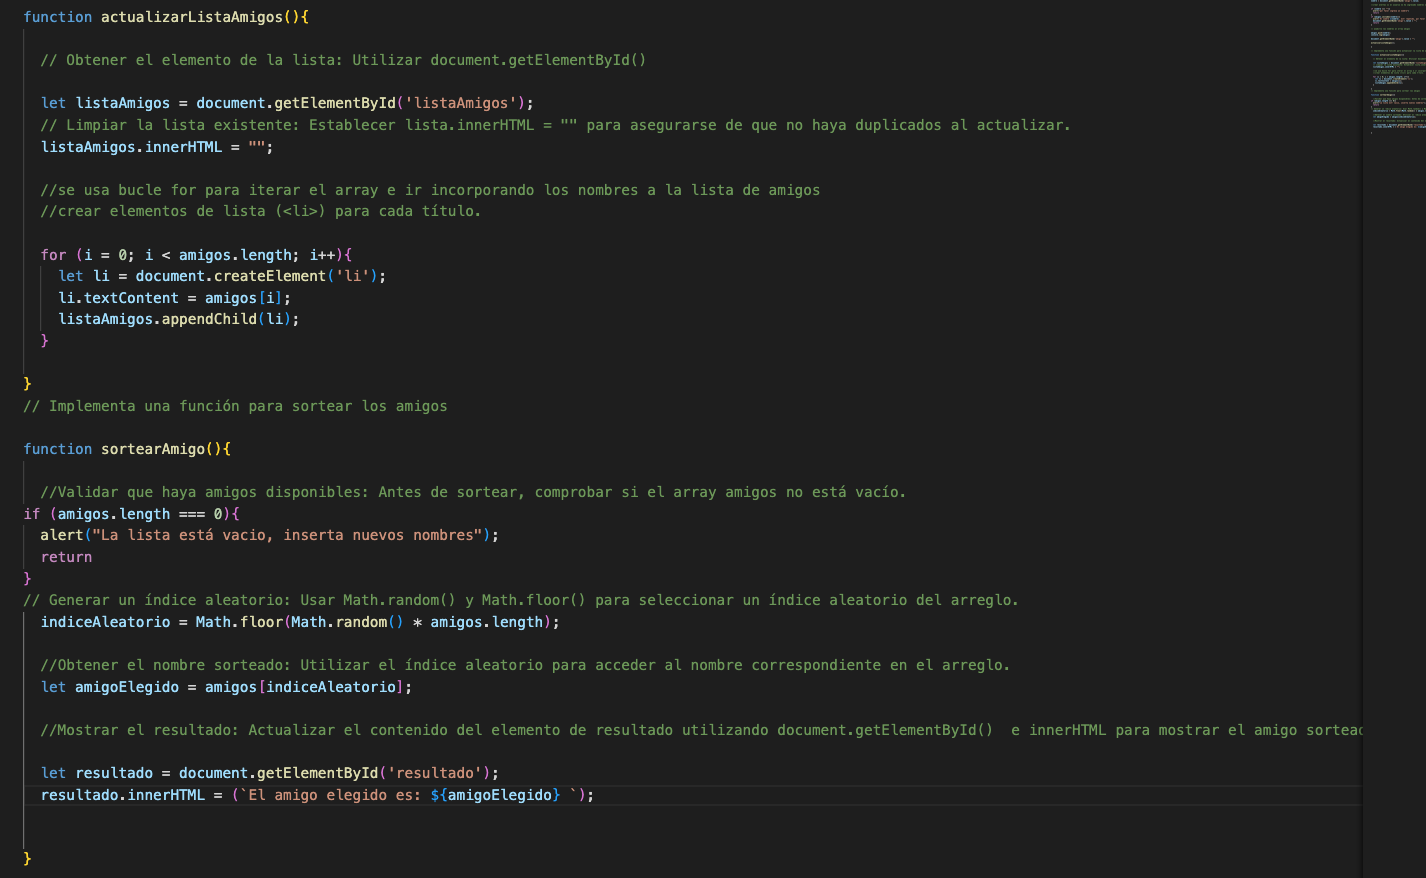 function actualizarListaAmigos(){
// Obtener el elemento de la lista: Utilizar document.getElementById()
let listaAmigos = document.getElementById('listaAmigos');
// Limpiar la lista existente: Establecer lista.innerHTML = "" para asegurarse de que no haya duplicados al actualizar.
listaAmigos.innerHTML = "";
//se usa bucle for para iterar el array e ir incorporando los nombres a la lista de amigos
//crear elementos de lista (<li>) para cada título.
for (i = 0; i < amigos.length; i++){
let li = document.createElement('li');
li.textContent = amigos[i];
listaAmigos.appendChild(li);
}
}
// Implementa una función para sortear los amigos
function sortearAmigo(){
//Validar que haya amigos disponibles: Antes de sortear, comprobar si el array amigos no está vacío.
if (amigos.length === 0){
alert("La lista está vacio, inserta nuevos nombres");
return
}
// Generar un índice aleatorio: Usar Math.random() y Math.floor() para seleccionar un índice aleatorio del arreglo.
indiceAleatorio = Math.floor(Math.random() * amigos.length);
//Obtener el nombre sorteado: Utilizar el índice aleatorio para acceder al nombre correspondiente en el arreglo.
let amigoElegido = amigos[indiceAleatorio];
//Mostrar el resultado: Actualizar el contenido del elemento de resultado utilizando document.getElementById()  e innerHTML para mostrar el amigo sortead
let resultado = document.getElementById('resultado');
resultado.innerHTML = (`El amigo elegido es: ${amigoElegido} `);
}